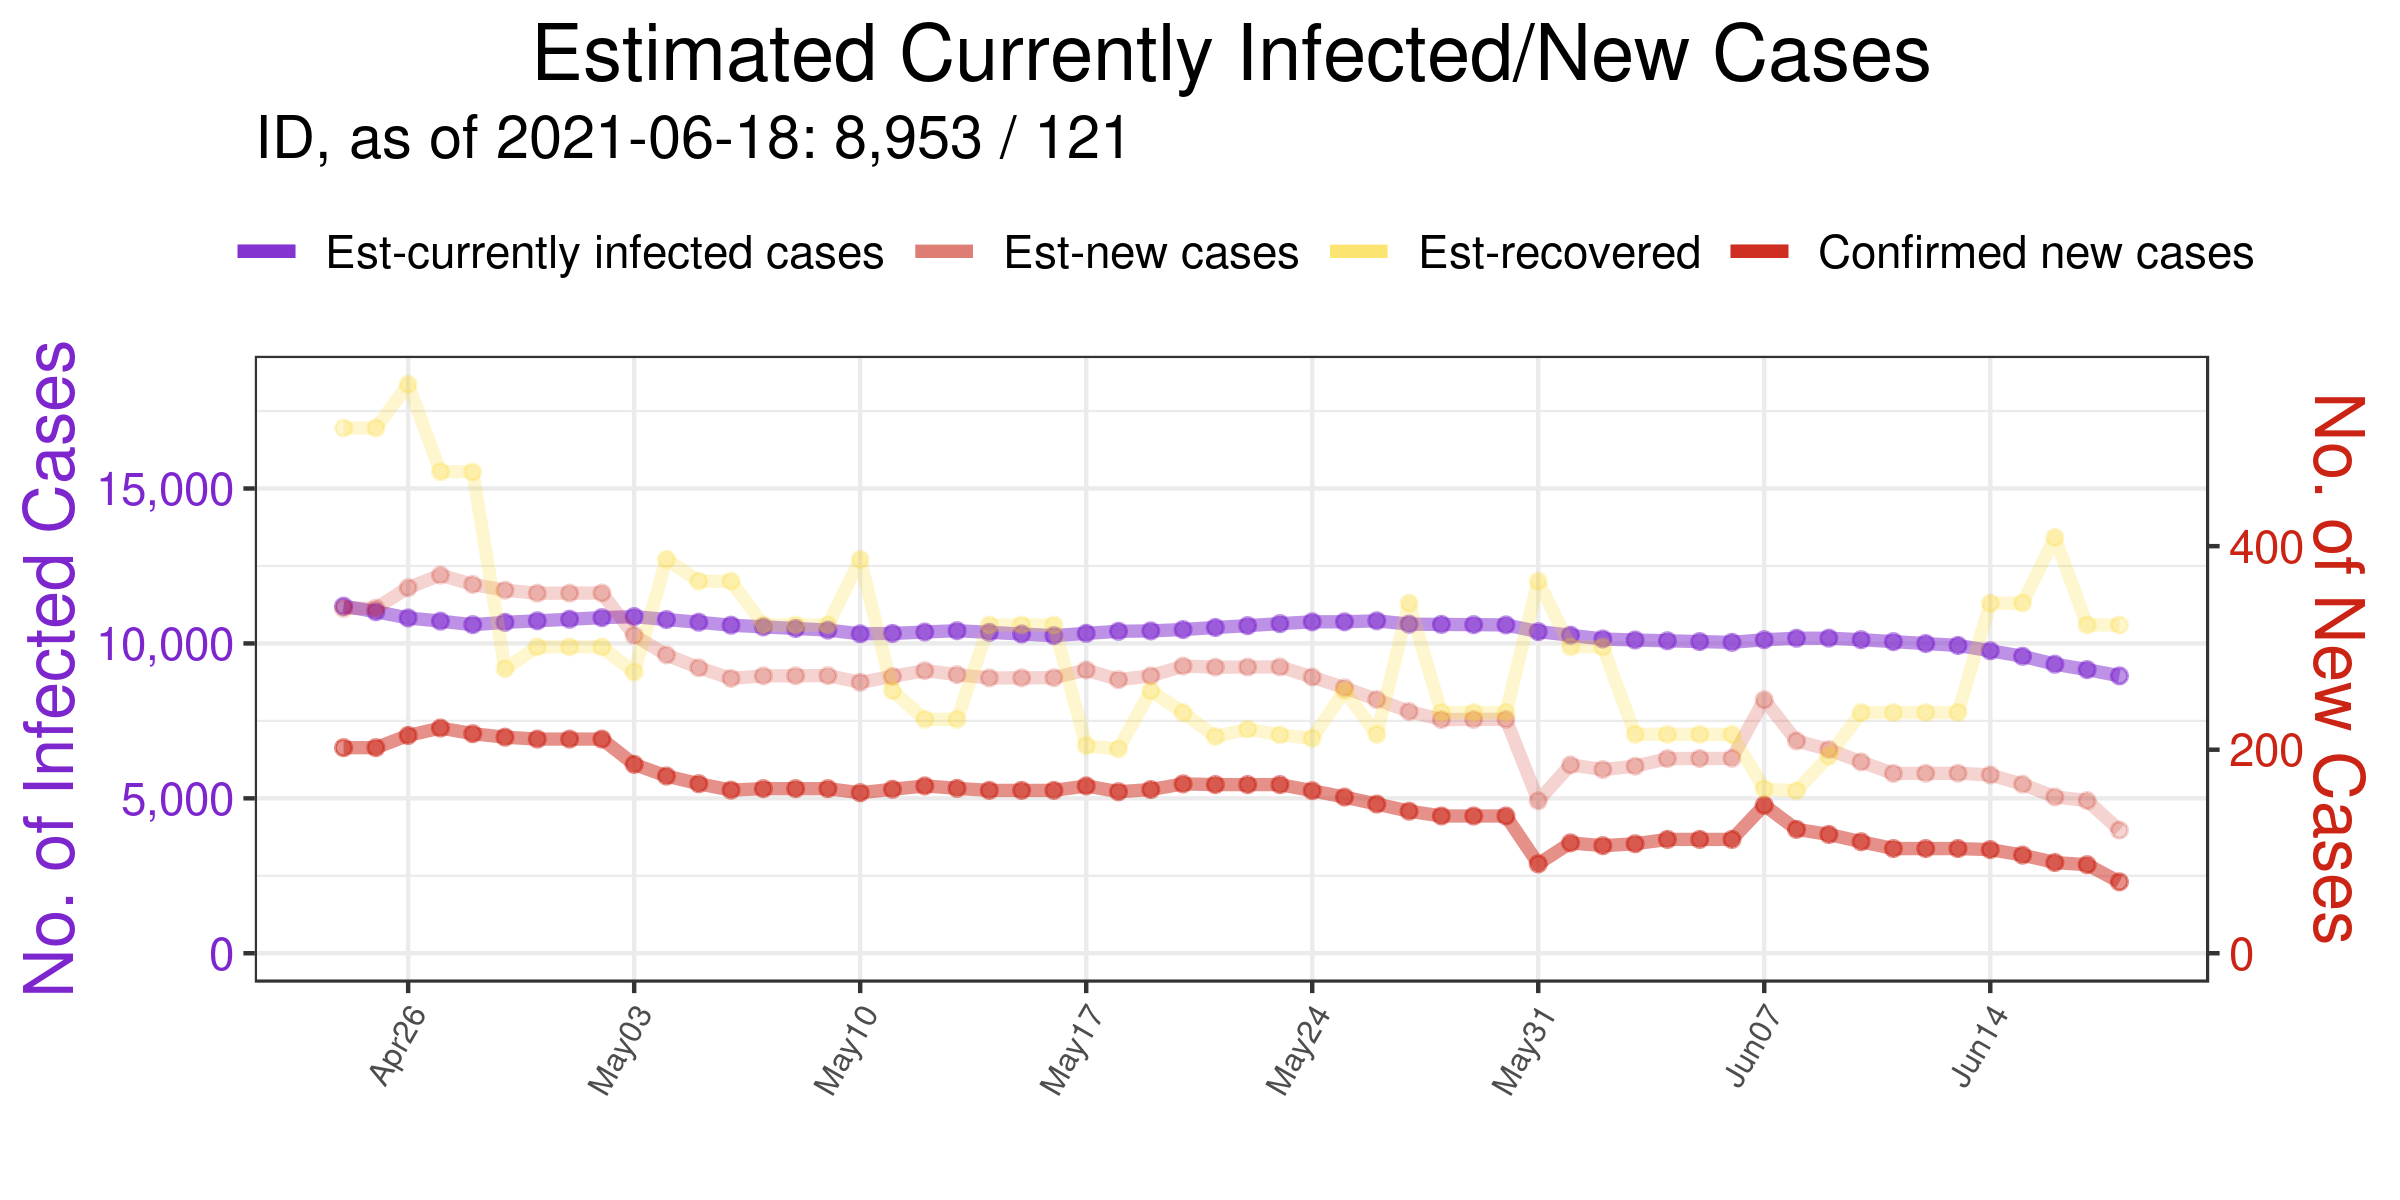 Estimated Currently Infected/New Cases
ID, as of 2021-06-18: 8,953 / 121
Est-currently infected cases Est-new cases Est-recovered Confirmed new cases
No. of Infected Cases
15,000
10,000
5,000
0
400
200
0
No. of New Cases
Apr26 May03 May10 May17 May24 May31 Jun07 Jun14